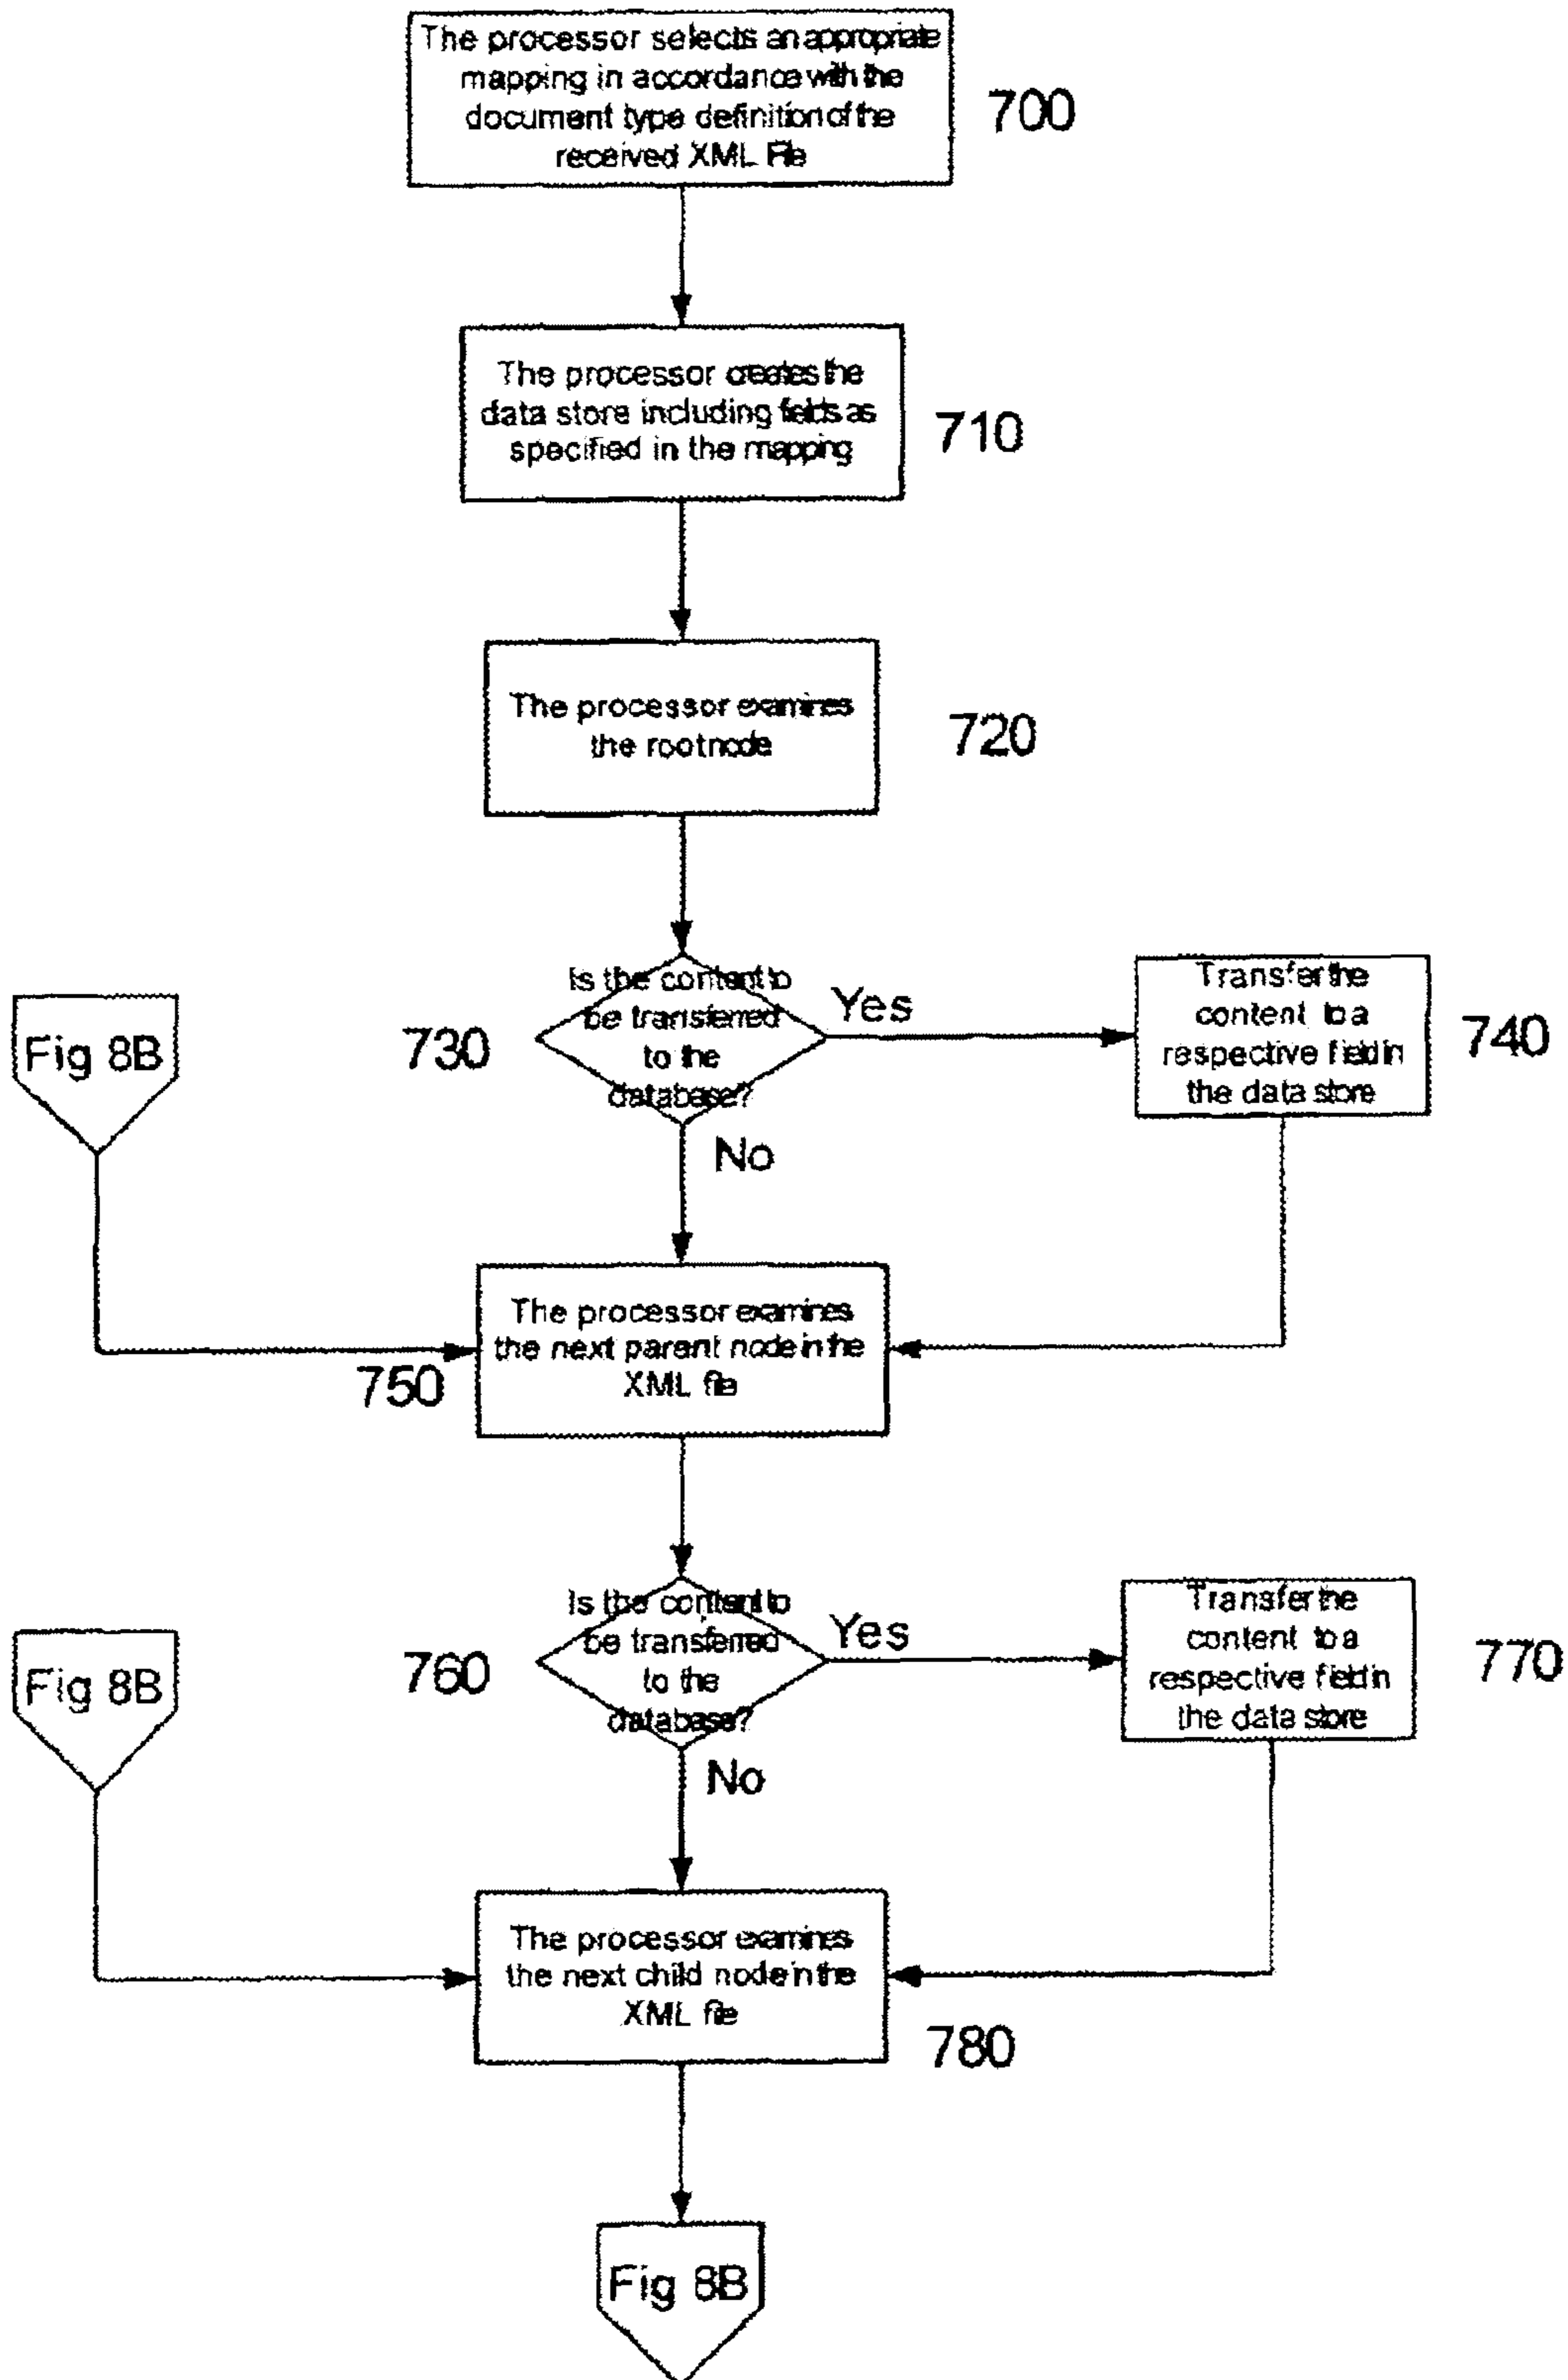 The processor selects an appropriate
mapping in accordance with the
document type definition of the
received XML File
700
The processor creates the
data store including fields as
specified in the mapping
710
The processor examines
the root node
720
Is the content to
be transferred
to the
database?
730
Yes
Transfer the
content to a
respective field in
the data store
740
Fig 8B
No
The processor examines
the next parent node in the
XML file
750
Is the content to
be transferred
to the
database?
760
Yes
Transfer the
content to a
respective field in
the data store
770
Fig 8B
No
The processor examines
the next child node in the
XML file
780
Fig 8B